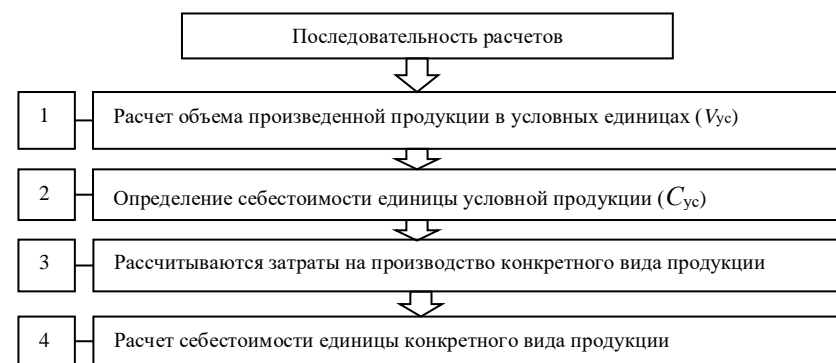 Последовательность расчетов
1 Расчет объема произведенной продукции в условных единицах (Vус)
2 Определение себестоимости единицы условной продукции (Cус)
3 Рассчитываются затраты на производство конкретного вида продукции
4 Расчет себестоимости единицы конкретного вида продукции